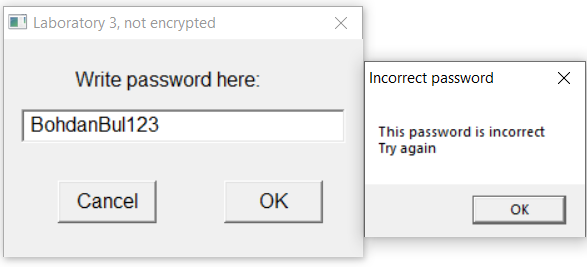 Laboratory 3, not encrypted
Write password here:
BohdanBul123
Cancel
OK
Incorrect password
This password is incorrect
Try again
OK